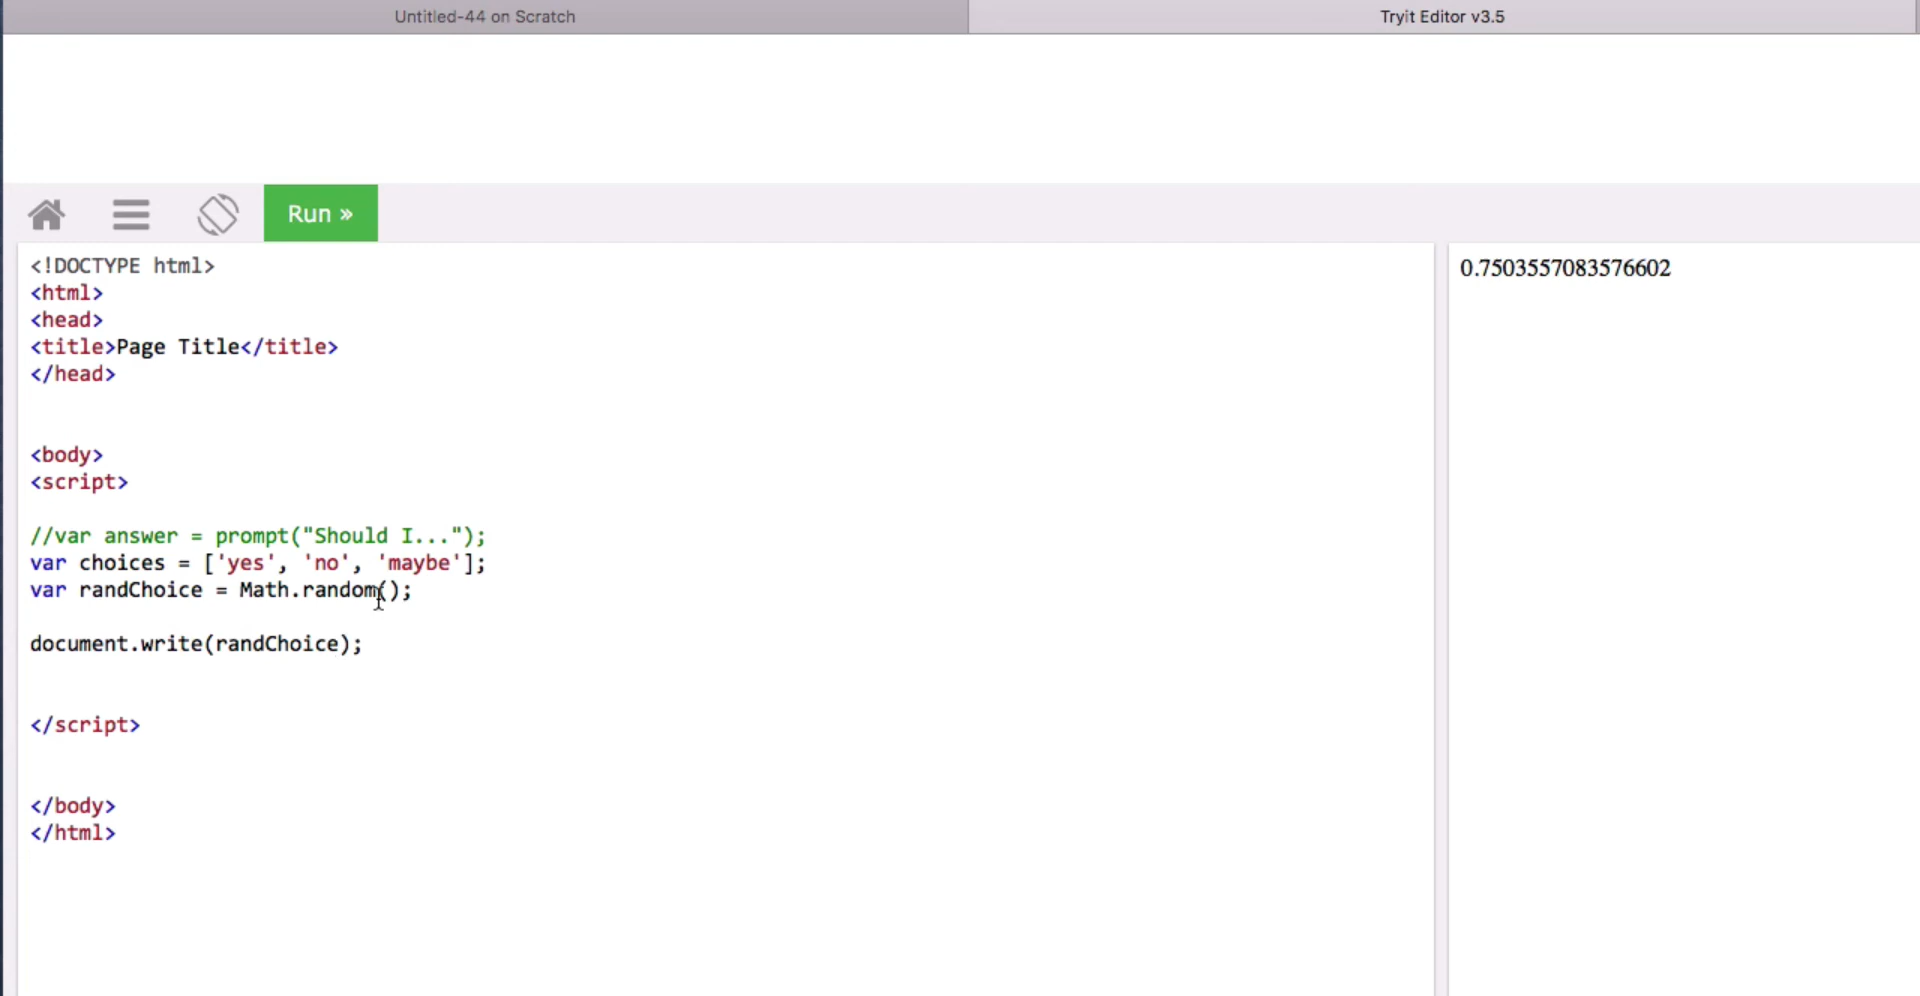 Untitled-44 on Scratch
Tryit Editor v3.5
Run »
<!DOCTYPE html>
<html>
<head>
<title>Page Title</title>
</head>
<body>
<script>
//var answer = prompt("Should I...");
var choices = ['yes', 'no', 'maybe'];
var randChoice = Math.random();
document.write(randChoice);
</script>
</body>
</html>
0.7503557083576602